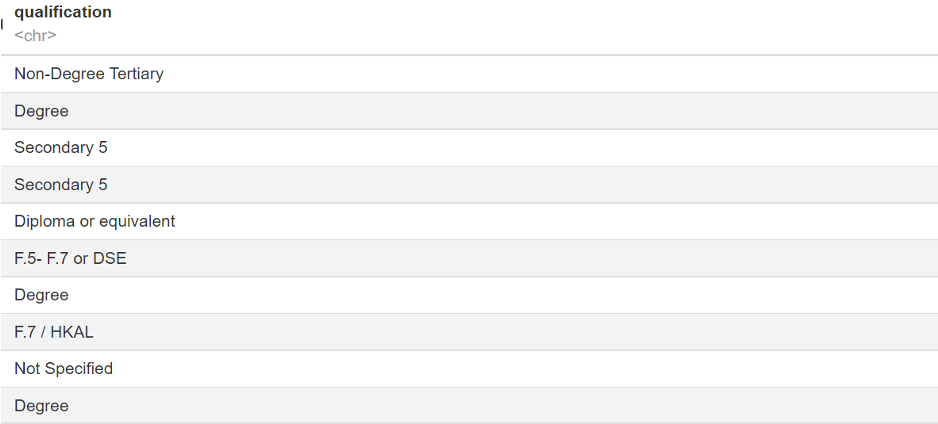 qualification
<chr>
Non-Degree Tertiary
Degree
Secondary 5
Secondary 5
Diploma or equivalent
F.5- F.7 or DSE
Degree
F.7 / HKAL
Not Specified
Degree